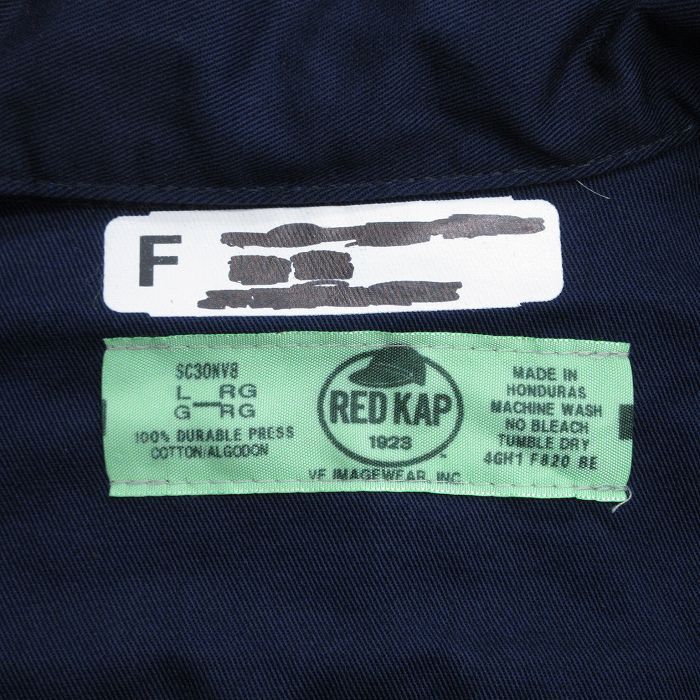 F
SC30NV8
L — RG
G — RG
100% DURABLE PRESS
COTTON/ALGODON
RED KAP
1923
VF IMAGEWEAR, INC.
MADE IN
HONDURAS
MACHINE WASH
NO BLEACH
TUMBLE DRY
4GH1 F820 BE